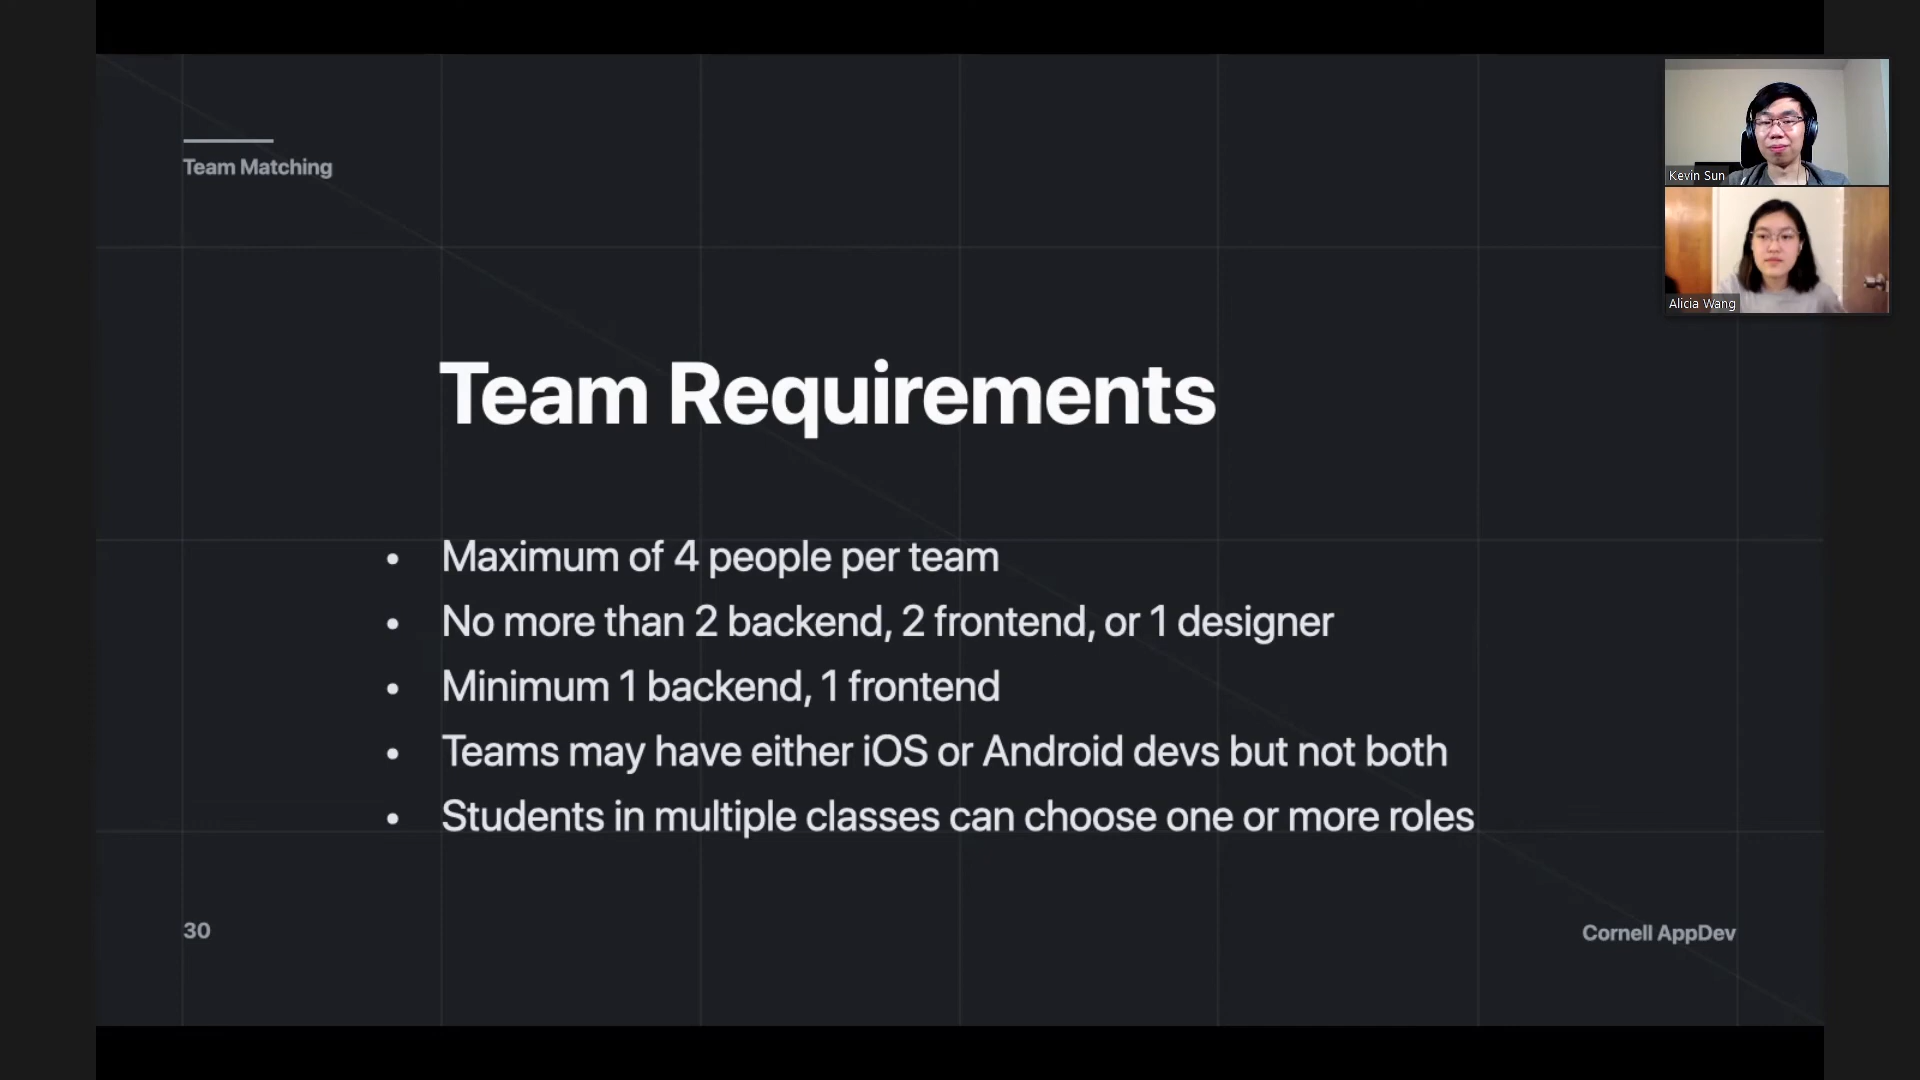 Team Matching
Kevin Sun
Alicia Wang
Team Requirements
• Maximum of 4 people per team
• No more than 2 backend, 2 frontend, or 1 designer
• Minimum 1 backend, 1 frontend
• Teams may have either iOS or Android devs but not both
• Students in multiple classes can choose one or more roles
30
Cornell AppDev